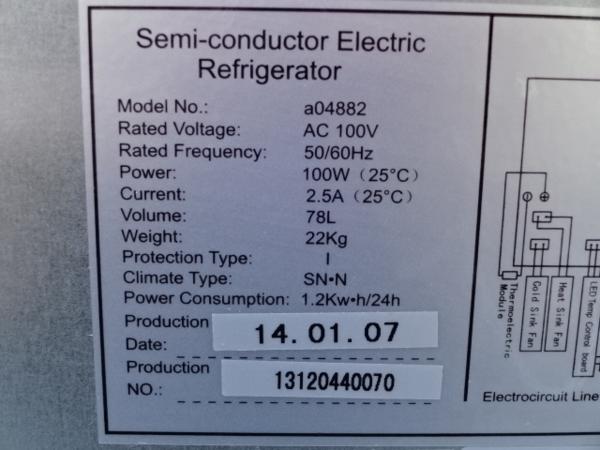 Semi-conductor Electric
Refrigerator
Model No.: a04882
Rated Voltage: AC 100V
Rated Frequency: 50/60Hz
Power: 100W（25°C）
Current: 2.5A（25°C）
Volume: 78L
Weight: 22Kg
Protection Type: I
Climate Type: SN•N
Power Consumption: 1.2Kw•h/24h
Production
Date: 14.01.07
Production
NO.: 13120440070
Thermoelectric
Module
Cold Sink Fan
Heat Sink Fan
LED Temp Control
board
Electrocircuit Line